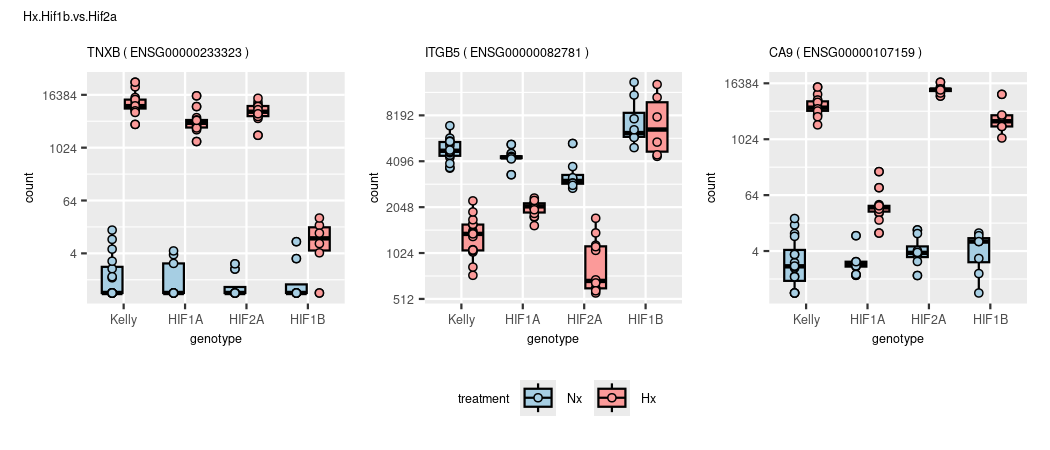 Hx.Hif1b.vs.Hif2a
TNXB ( ENSG00000233323 )
count
16384
1024
64
4
Kelly HIF1A HIF2A HIF1B
genotype
ITGB5 ( ENSG00000082781 )
count
8192
4096
2048
1024
512
Kelly HIF1A HIF2A HIF1B
genotype
CA9 ( ENSG00000107159 )
count
16384
1024
64
4
Kelly HIF1A HIF2A HIF1B
genotype
treatment Nx Hx